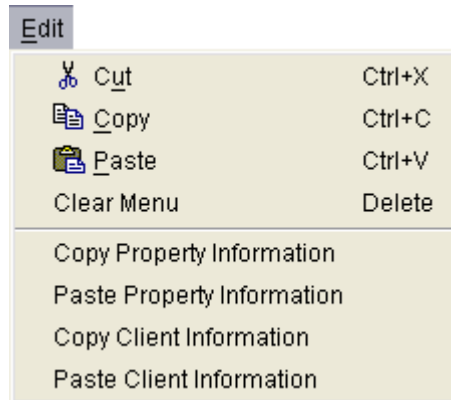 Edit
Cut Ctrl+X
Copy Ctrl+C
Paste Ctrl+V
Clear Menu Delete
Copy Property Information
Paste Property Information
Copy Client Information
Paste Client Information